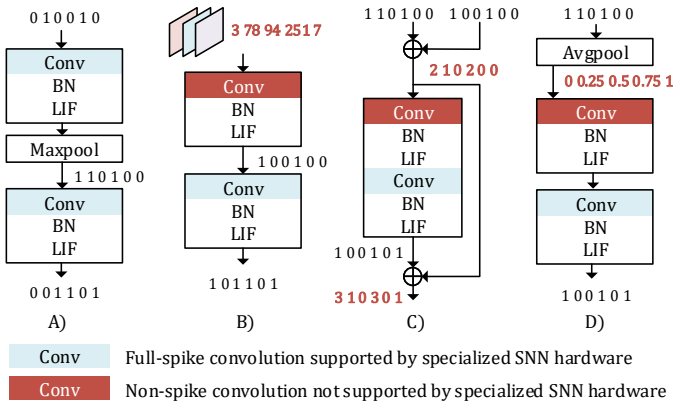 0 1 0 0 1 0
Conv
BN
LIF
Maxpool
1 1 0 1 0 0
Conv
BN
LIF
0 0 1 1 0 1
A)
3 78 94 251 7
Conv
BN
LIF
1 0 0 1 0 0
Conv
BN
LIF
1 0 1 1 0 1
B)
1 1 0 1 0 0 1 0 0 1 0 0
2 1 0 2 0 0
Conv
BN
LIF
Conv
BN
LIF
1 0 0 1 0 1
3 1 0 3 0 1
C)
1 1 0 1 0 0
Avgpool
0 0.25 0.5 0.75 1
Conv
BN
LIF
Conv
BN
LIF
1 0 0 1 0 1
D)
Conv Full-spike convolution supported by specialized SNN hardware
Conv Non-spike convolution not supported by specialized SNN hardware